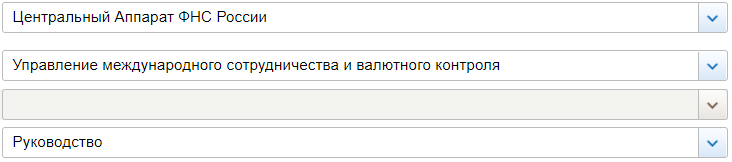 Центральный Аппарат ФНС России
Управление международного сотрудничества и валютного контроля
Руководство